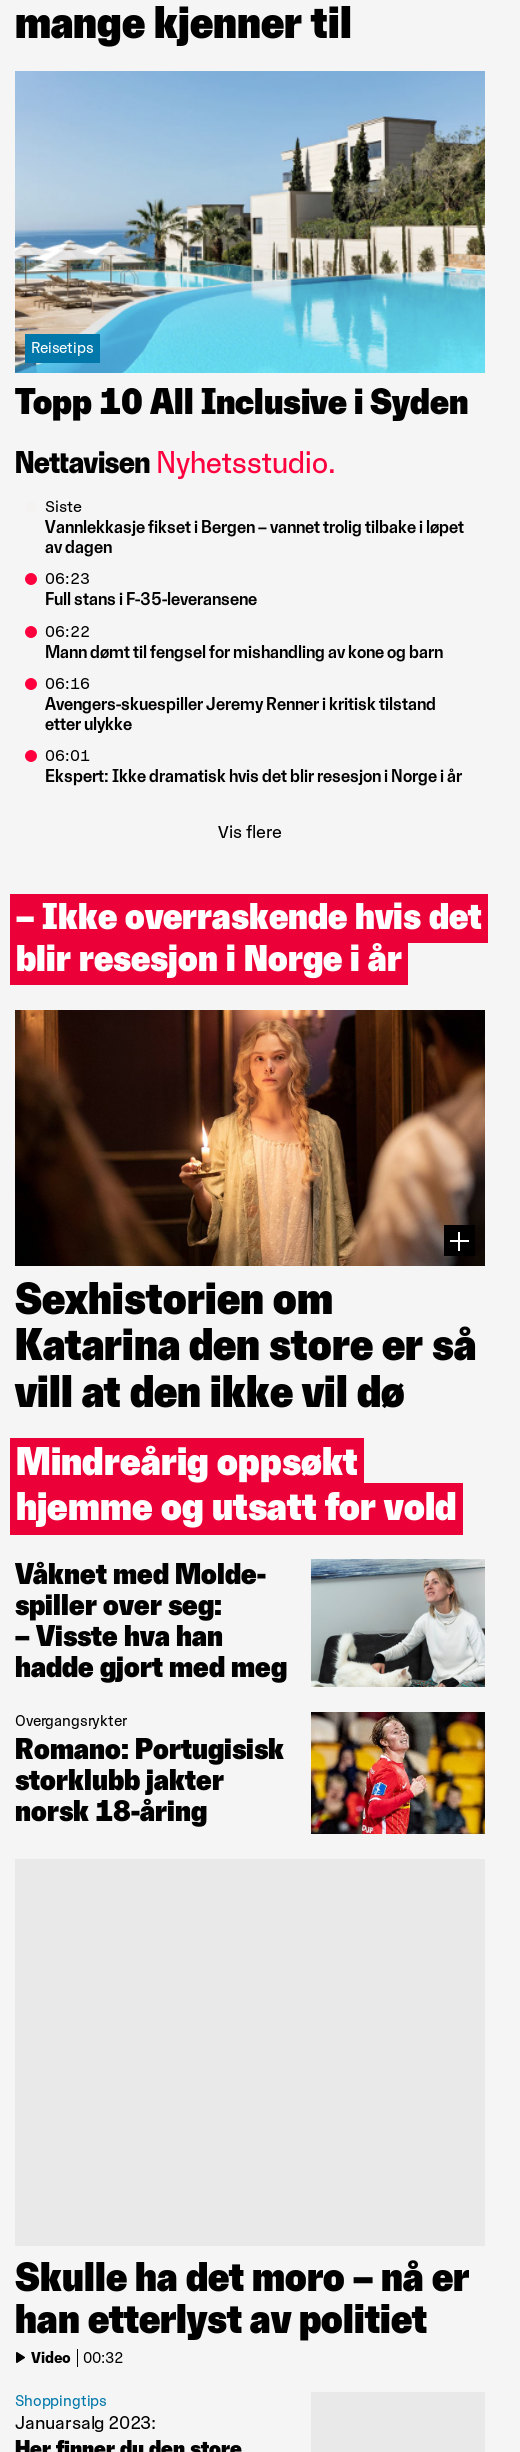 mange kjenner til
Reisetips
Topp 10 All Inclusive i Syden
Nettavisen Nyhetsstudio.
Siste
Vannlekkasje fikset i Bergen – vannet trolig tilbake i løpet
av dagen
06:23
Full stans i F-35-leveransene
06:22
Mann dømt til fengsel for mishandling av kone og barn
06:16
Avengers-skuespiller Jeremy Renner i kritisk tilstand
etter ulykke
06:01
Ekspert: Ikke dramatisk hvis det blir resesjon i Norge i år
Vis flere
– Ikke overraskende hvis det
blir resesjon i Norge i år
Sexhistorien om
Katarina den store er så
vill at den ikke vil dø
Mindreårig oppsøkt
hjemme og utsatt for vold
Våknet med Molde-
spiller over seg:
– Visste hva han
hadde gjort med meg
Overgangsrykter
Romano: Portugisisk
storklubb jakter
norsk 18-åring
Skulle ha det moro – nå er
han etterlyst av politiet
Video 00:32
Shoppingtips
Januarsalg 2023:
Her finner du den store